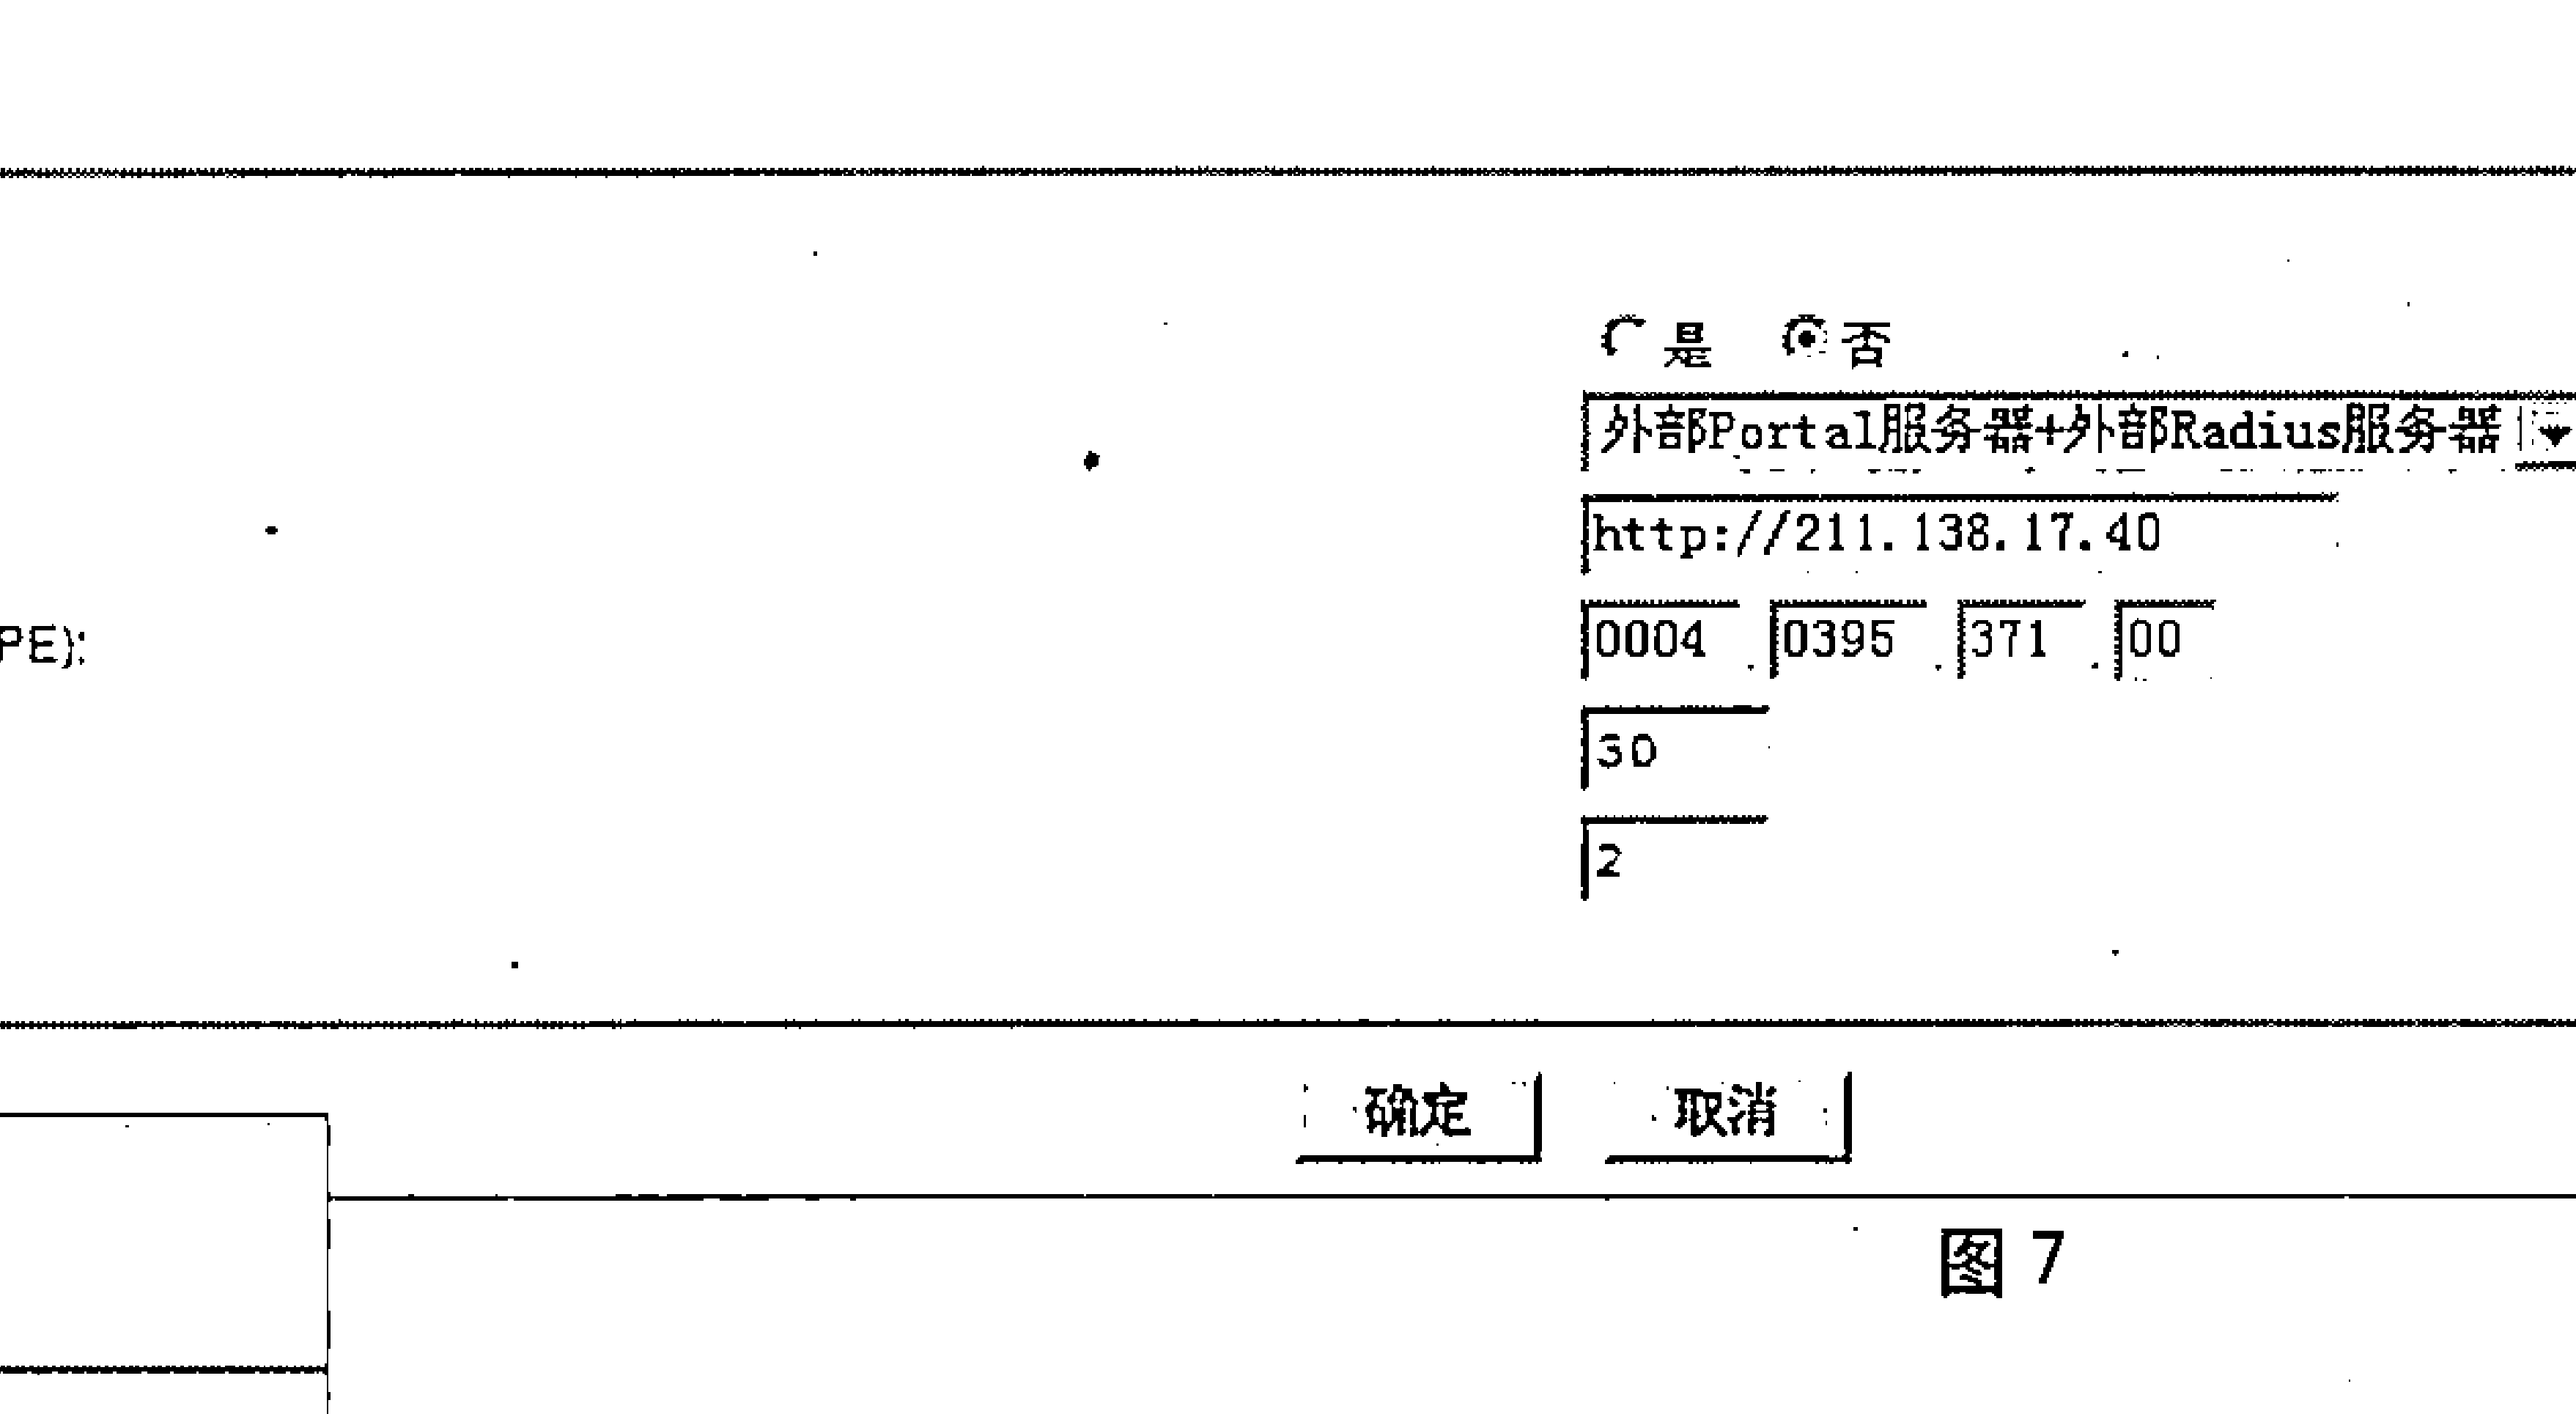 是 否
外部Portal服务器+外部Radius服务器
http://211.138.17.40
PE): 0004 . 0395 . 371 . 00
30
2
确定 取消
图 7